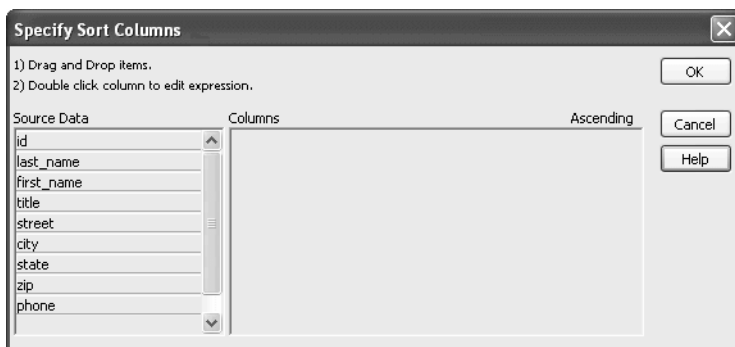 Specify Sort Columns
1) Drag and Drop items.
2) Double click column to edit expression.
OK
Source Data
Columns
Ascending
Cancel
Help
id
last_name
first_name
title
street
city
state
zip
phone